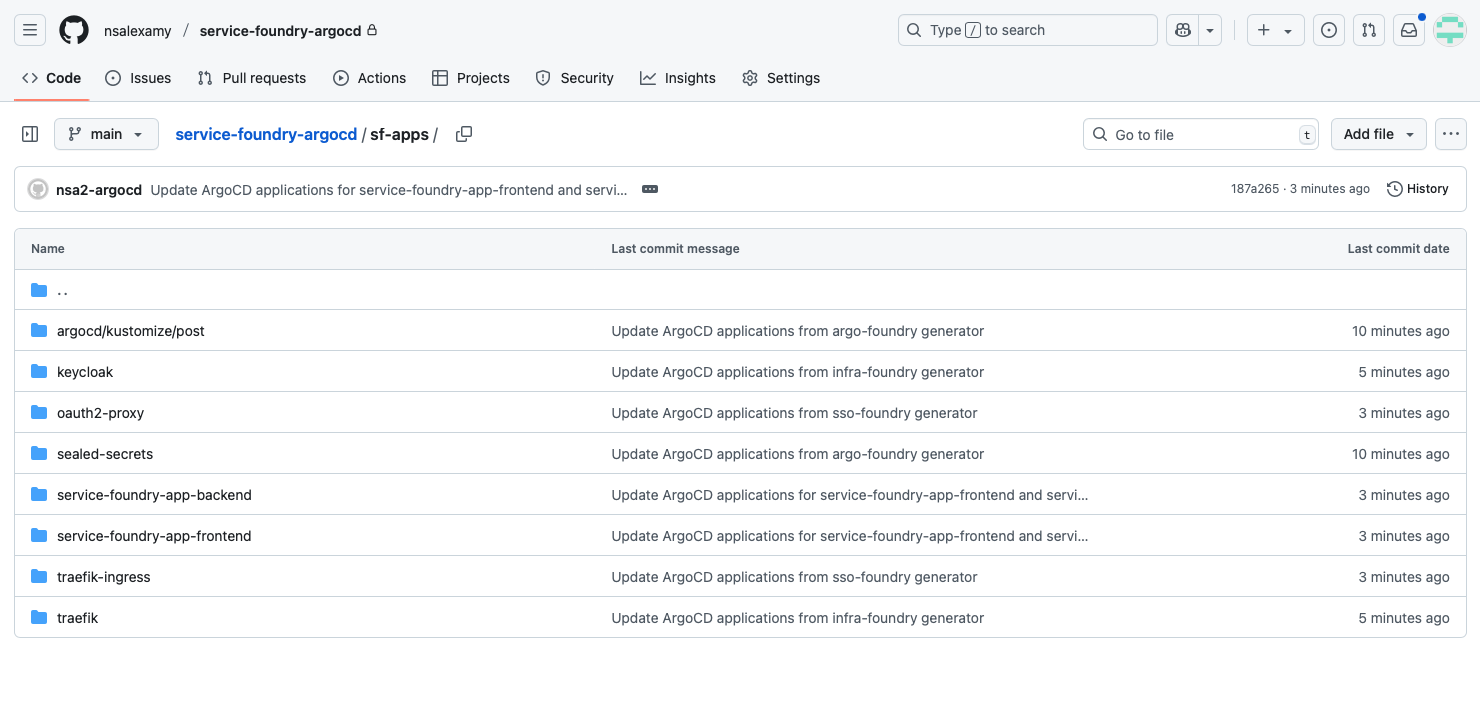 nsalexamy / service-foundry-argocd
Type / to search
Code Issues Pull requests Actions Projects Security Insights Settings
main service-foundry-argocd / sf-apps / Go to file t Add file
nsa2-argocd Update ArgoCD applications for service-foundry-app-frontend and servi... 187a265 · 3 minutes ago History
Name Last commit message Last commit date
..
argocd/kustomize/post Update ArgoCD applications from argo-foundry generator 10 minutes ago
keycloak Update ArgoCD applications from infra-foundry generator 5 minutes ago
oauth2-proxy Update ArgoCD applications from sso-foundry generator 3 minutes ago
sealed-secrets Update ArgoCD applications from argo-foundry generator 10 minutes ago
service-foundry-app-backend Update ArgoCD applications for service-foundry-app-frontend and servi... 3 minutes ago
service-foundry-app-frontend Update ArgoCD applications for service-foundry-app-frontend and servi... 3 minutes ago
traefik-ingress Update ArgoCD applications from sso-foundry generator 3 minutes ago
traefik Update ArgoCD applications from infra-foundry generator 5 minutes ago